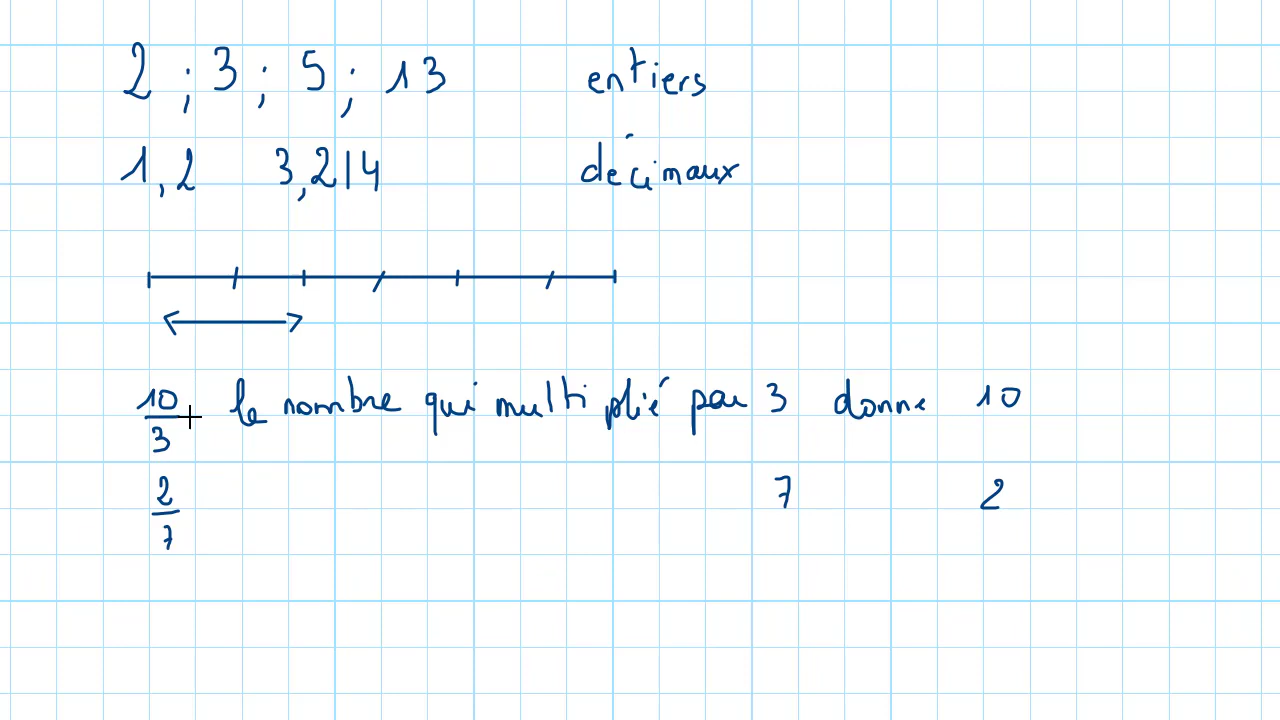 2 ; 3 ; 5 ; 13 entiers
1,2 3,214 décimaux
10/3 le nombre qui multiplié par 3 donne 10
2/7 7 2